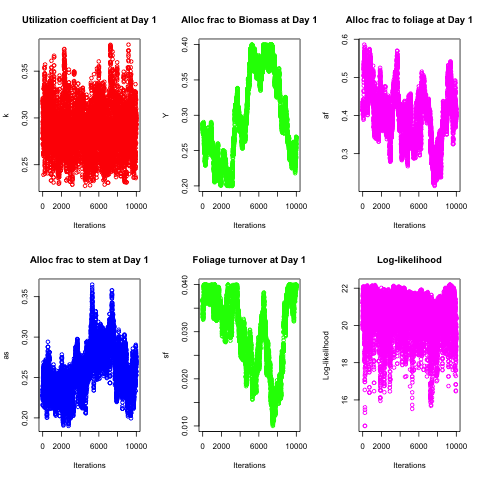 Utilization coefficient at Day 1
k
0.25 0.30 0.35
0 2000 6000 10000
Iterations
Alloc frac to Biomass at Day 1
Y
0.20 0.25 0.30 0.35 0.40
0 2000 6000 10000
Iterations
Alloc frac to foliage at Day 1
af
0.3 0.4 0.5 0.6
0 2000 6000 10000
Iterations
Alloc frac to stem at Day 1
as
0.20 0.25 0.30 0.35
0 2000 6000 10000
Iterations
Foliage turnover at Day 1
sf
0.010 0.020 0.030 0.040
0 2000 6000 10000
Iterations
Log-likelihood
Log-likelihood
16 18 20 22
0 2000 6000 10000
Iterations